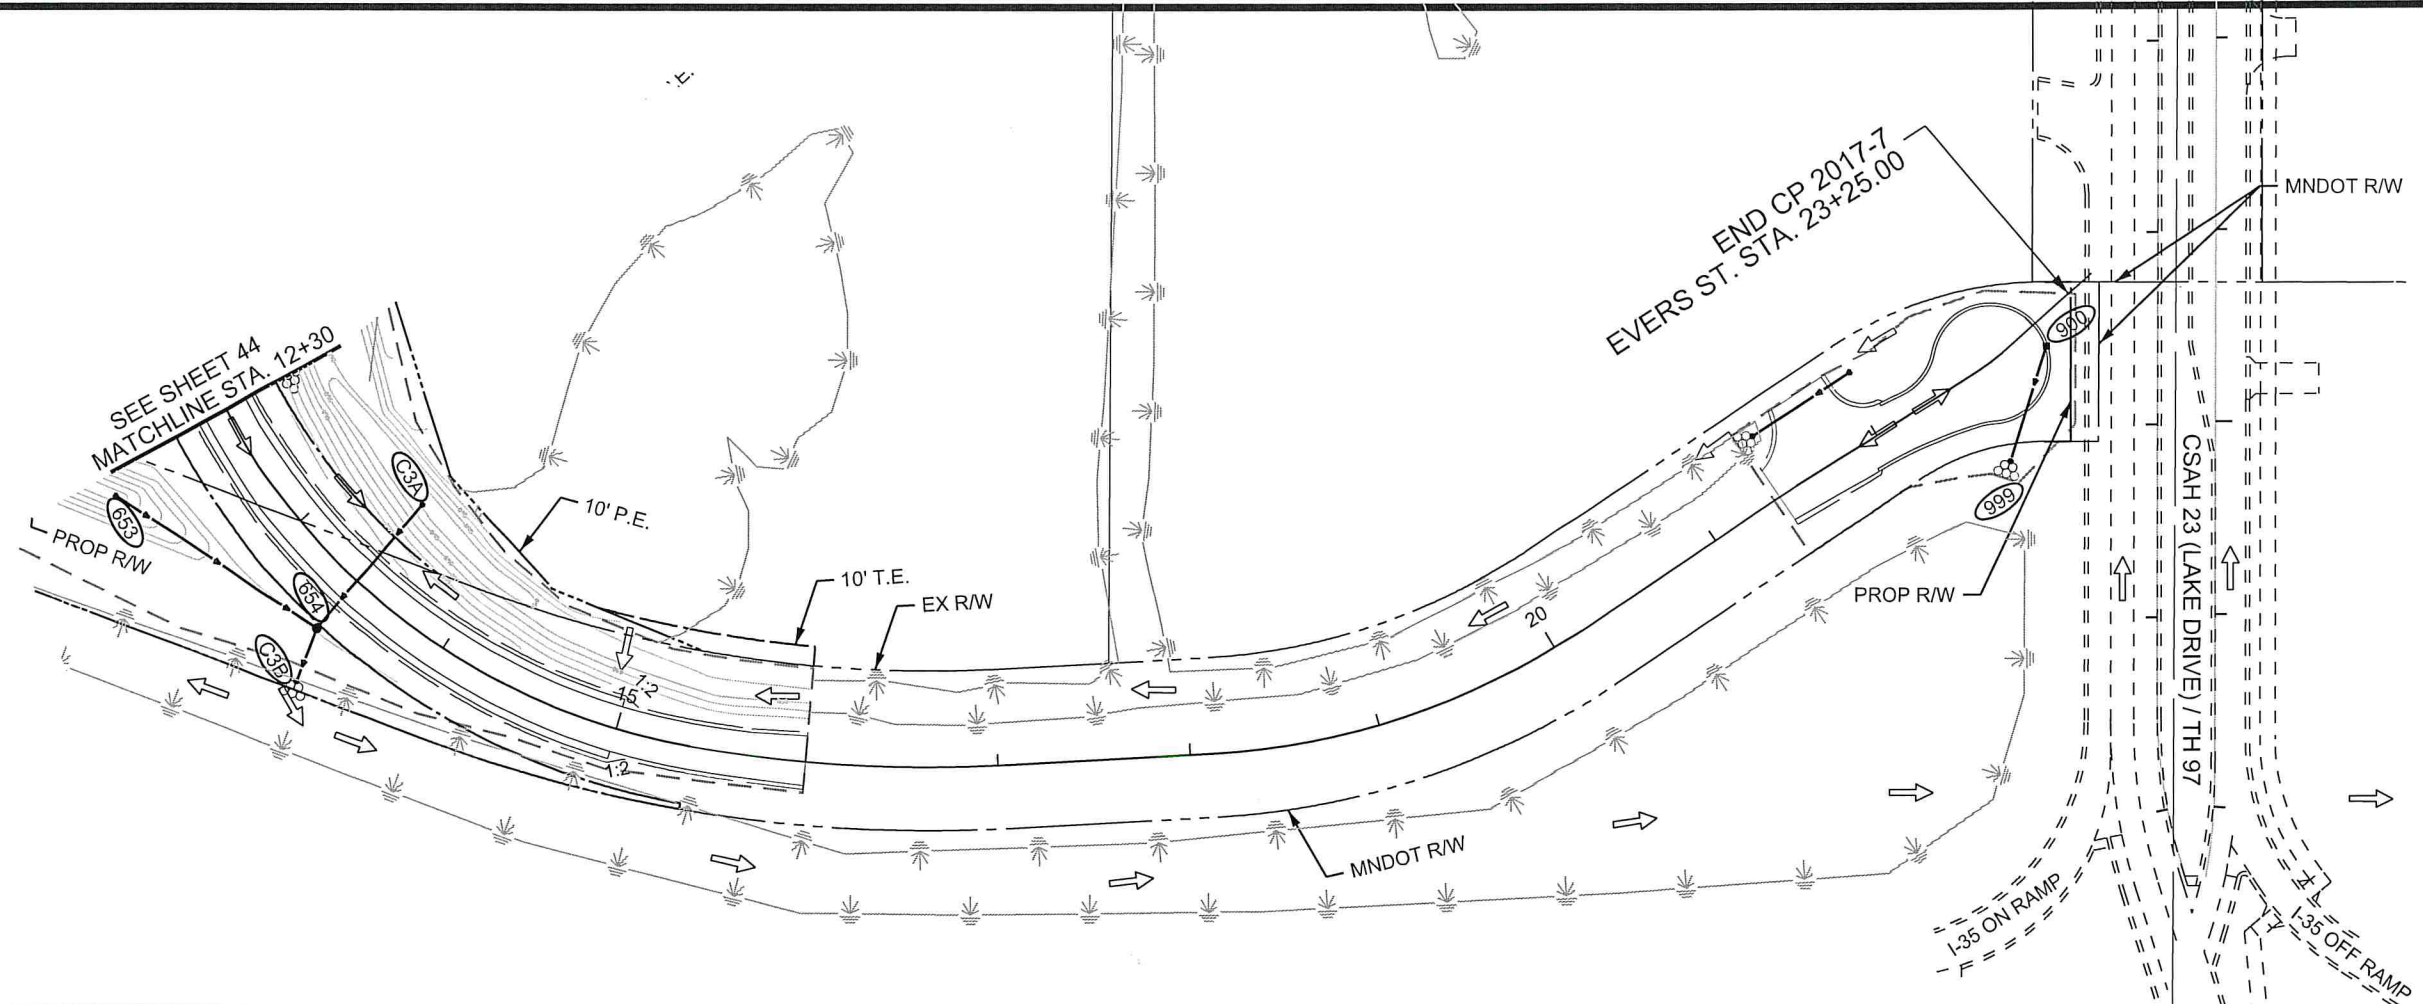 '.E.
END CP 2017-7
EVERS ST. STA. 23+25.00
MNDOT R/W
SEE SHEET 44
MATCHLINE STA. 12+30
990
C3A
653
10' P.E.
999
PROP R/W
654
10' T.E.
EX R/W
PROP R/W
CSAH 23 (LAKE DRIVE) / TH 97
20
C3B
1:2
15
1:2
MNDOT R/W
I-35 ON RAMP
I-35 OFF RAMP